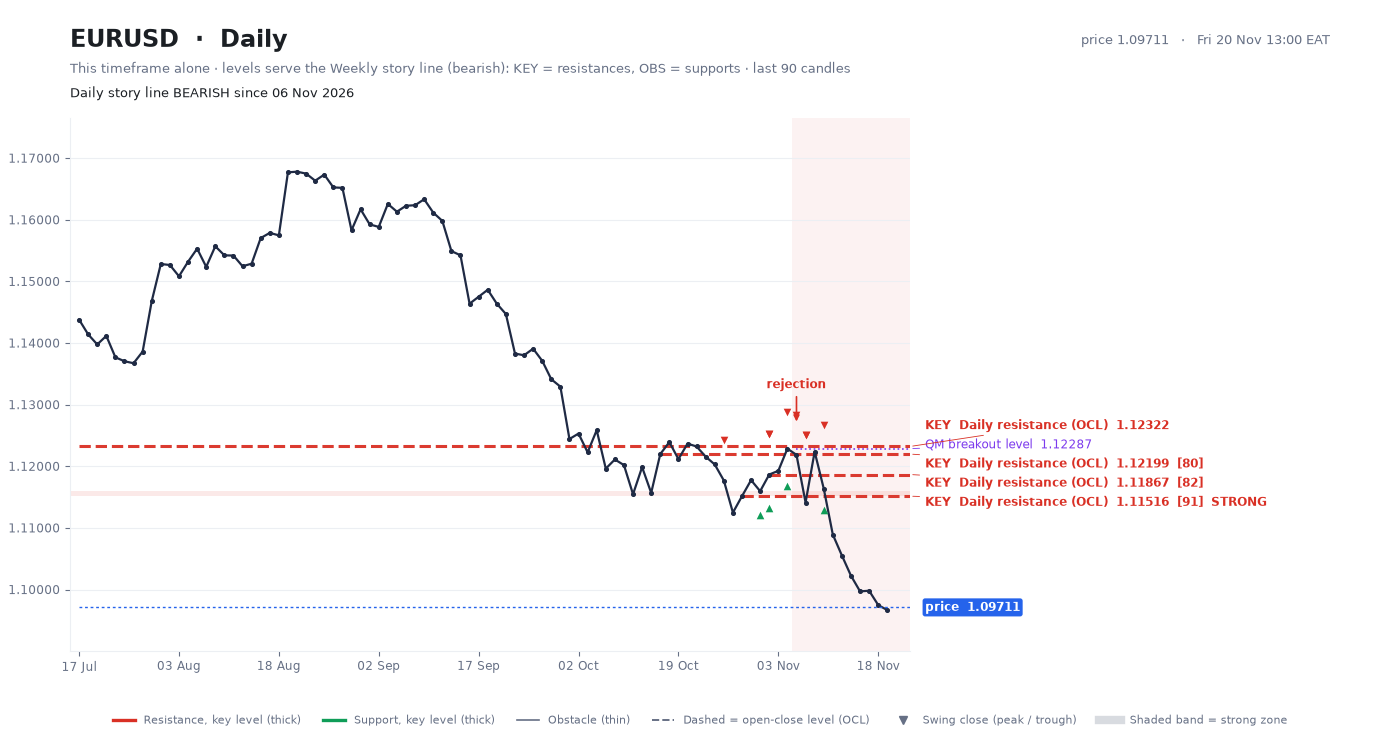 EURUSD · Daily
price 1.09711 · Fri 20 Nov 13:00 EAT
This timeframe alone · levels serve the Weekly story line (bearish): KEY = resistances, OBS = supports · last 90 candles
Daily story line BEARISH since 06 Nov 2026
1.17000
1.16000
1.15000
1.14000
1.13000
1.12000
1.11000
1.10000
rejection
KEY Daily resistance (OCL) 1.12322
QM breakout level 1.12287
KEY Daily resistance (OCL) 1.12199 [80]
KEY Daily resistance (OCL) 1.11867 [82]
KEY Daily resistance (OCL) 1.11516 [91] STRONG
price 1.09711
17 Jul
03 Aug
18 Aug
02 Sep
17 Sep
02 Oct
19 Oct
03 Nov
18 Nov
Resistance, key level (thick)
Support, key level (thick)
Obstacle (thin)
Dashed = open-close level (OCL)
Swing close (peak / trough)
Shaded band = strong zone